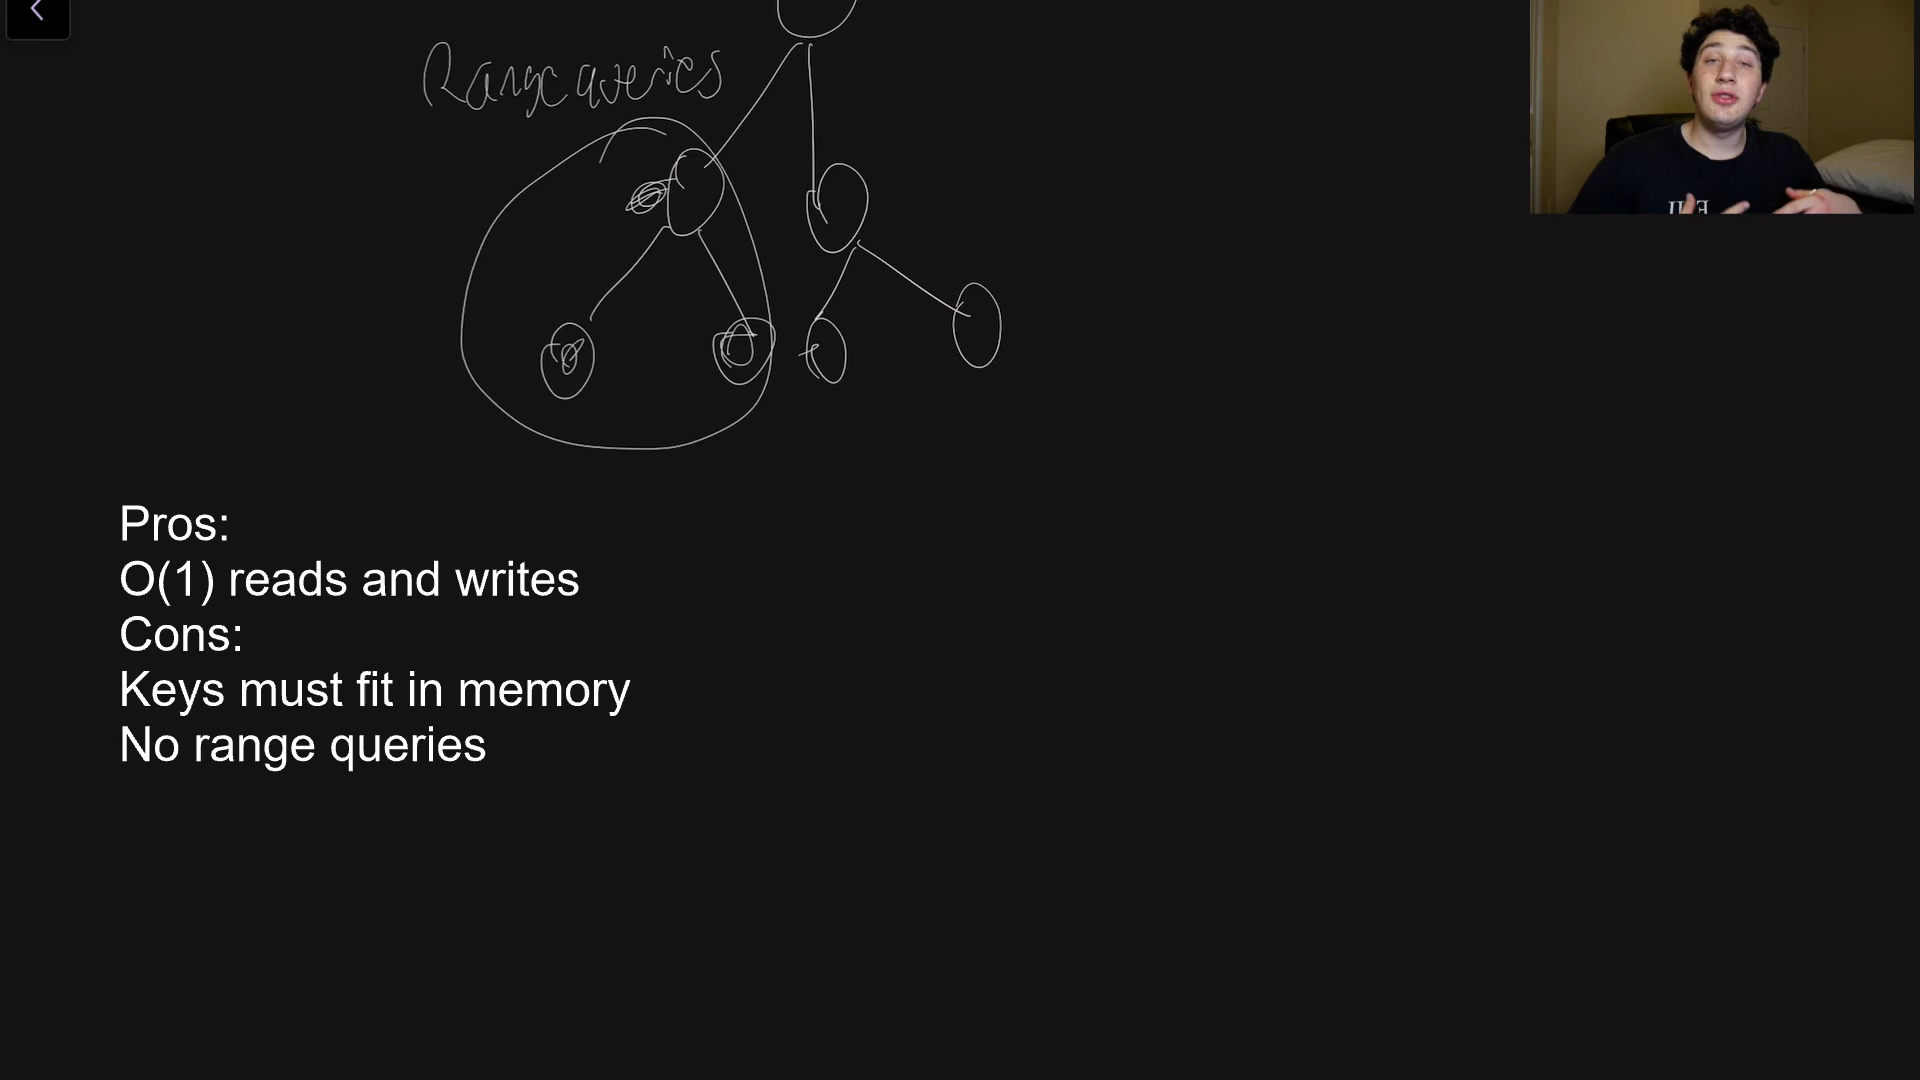 Range queries
Pros:
O(1) reads and writes
Cons:
Keys must fit in memory
No range queries